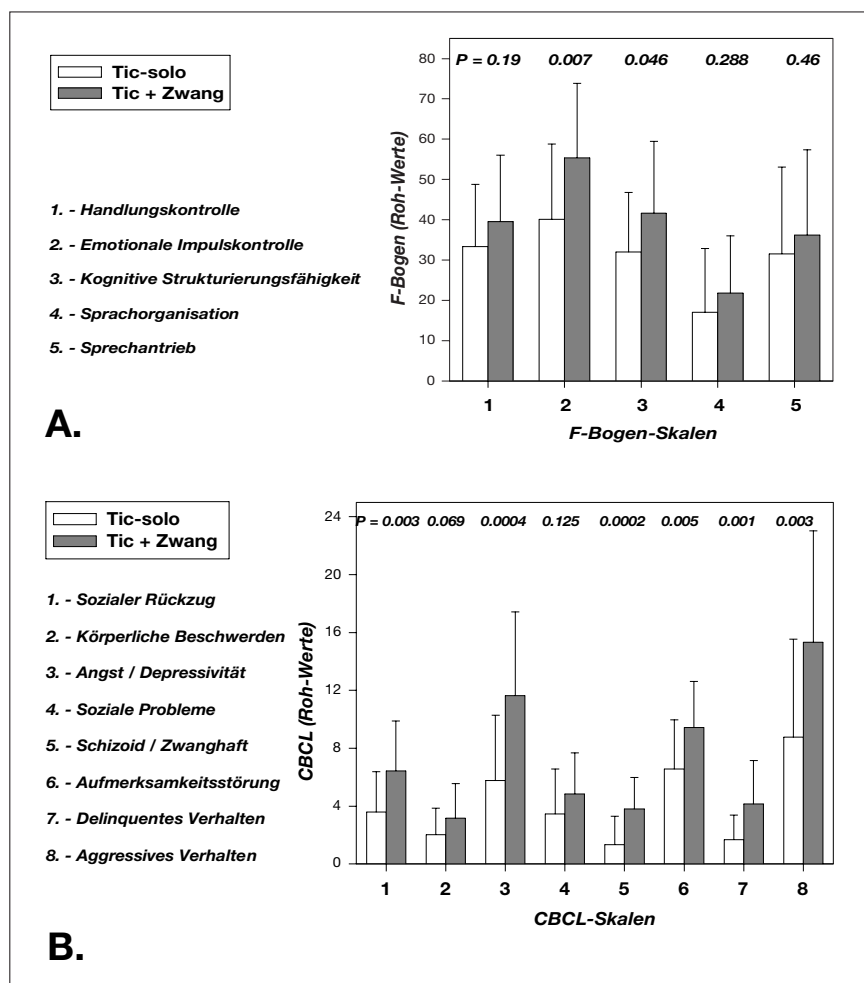 Tic-solo
Tic + Zwang
1. - Handlungskontrolle
2. - Emotionale Impulskontrolle
3. - Kognitive Strukturierungsfähigkeit
4. - Sprachorganisation
5. - Sprechantrieb
A.
F-Bogen (Roh-Werte)
80
70
60
50
40
30
20
10
0
P = 0.19 0.007 0.046 0.288 0.46
1 2 3 4 5
F-Bogen-Skalen
Tic-solo
Tic + Zwang
1. - Sozialer Rückzug
2. - Körperliche Beschwerden
3. - Angst / Depressivität
4. - Soziale Probleme
5. - Schizoid / Zwanghaft
6. - Aufmerksamkeitsstörung
7. - Delinquentes Verhalten
8. - Aggressives Verhalten
B.
CBCL (Roh-Werte)
24
20
16
12
8
4
0
P = 0.003 0.069 0.0004 0.125 0.0002 0.005 0.001 0.003
1 2 3 4 5 6 7 8
CBCL-Skalen